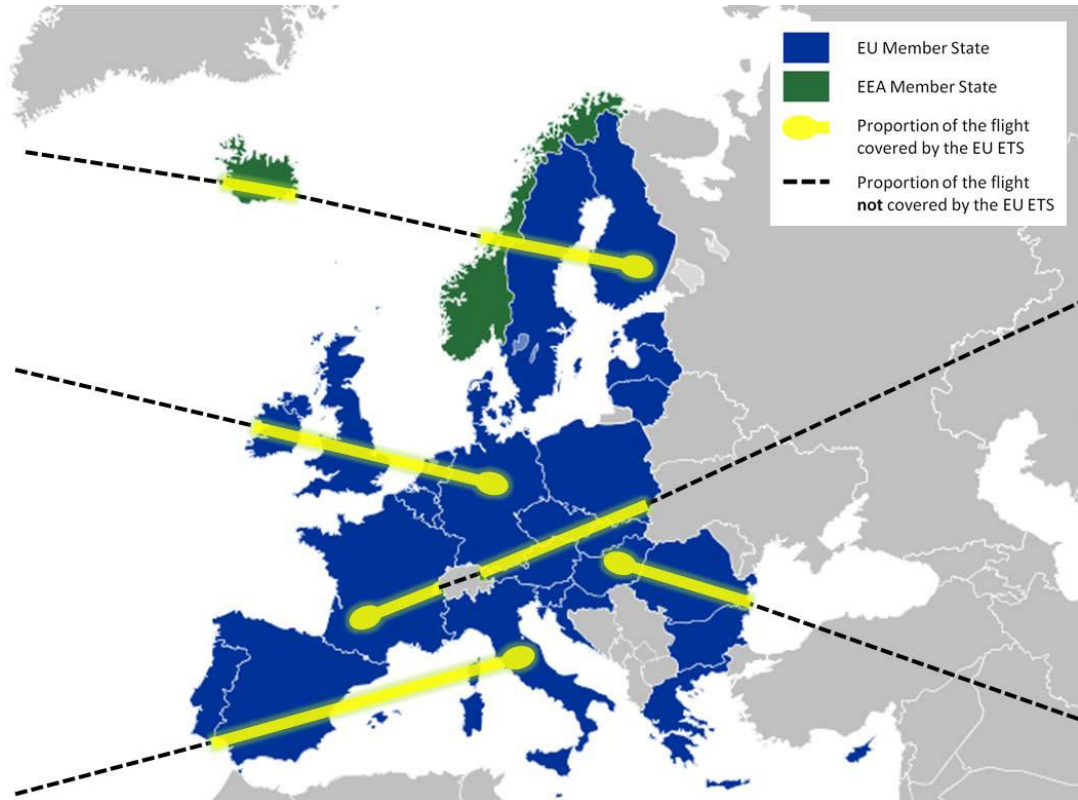 EU Member State
EEA Member State
Proportion of the flight
covered by the EU ETS
Proportion of the flight
not covered by the EU ETS